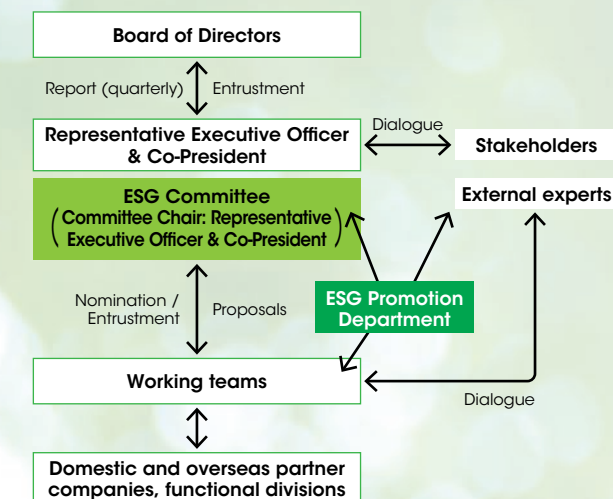 Board of Directors
Report (quarterly) Entrustment
Representative Executive Officer
& Co-President
Dialogue
Stakeholders
External experts
ESG Committee
(Committee Chair: Representative
Executive Officer & Co-President)
Nomination /
Entrustment
Proposals
ESG Promotion
Department
Working teams
Dialogue
Domestic and overseas partner
companies, functional divisions